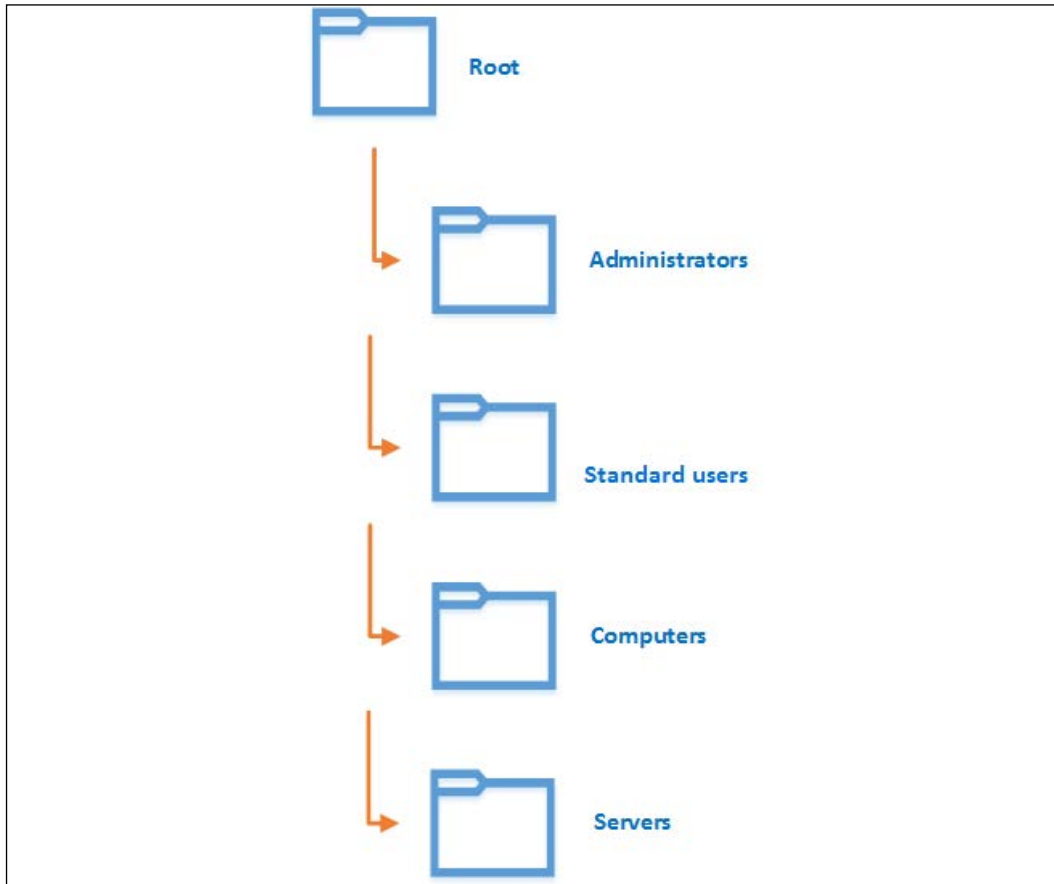 Root
Administrators
Standard users
Computers
Servers